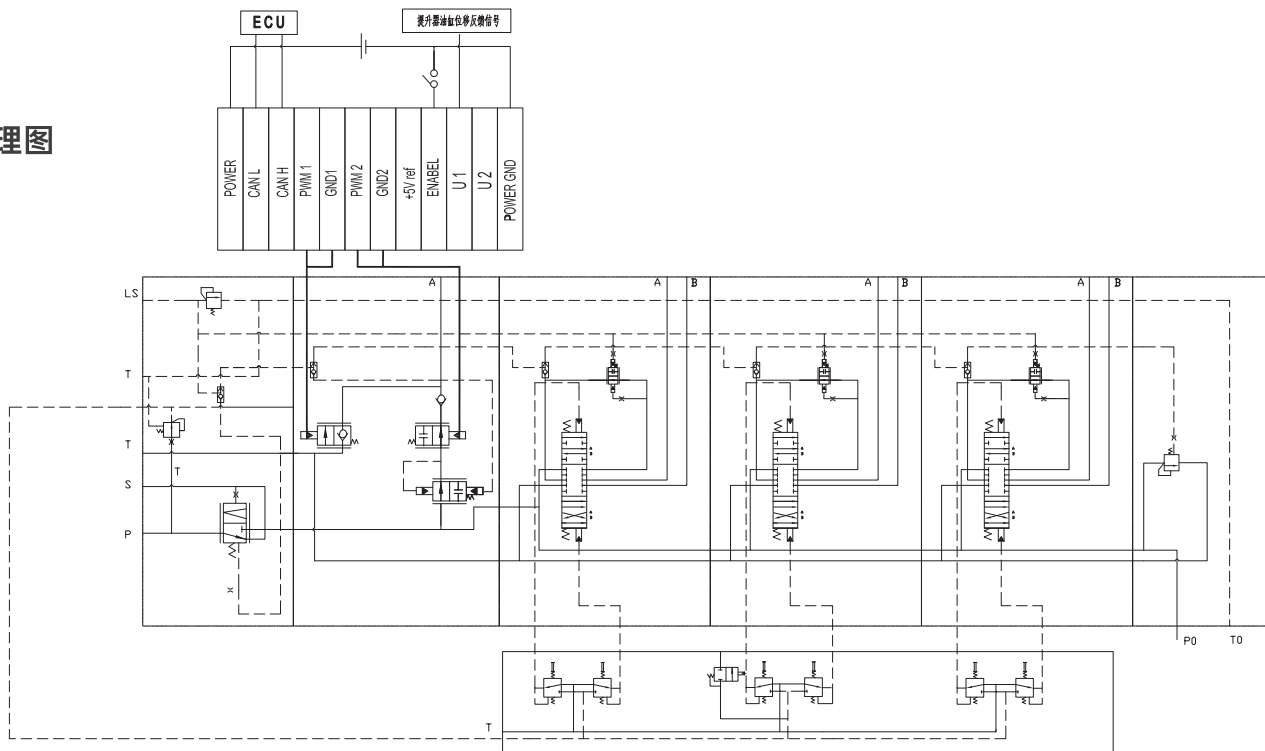 ECU
提升器油缸位移反馈信号
理图
POWER
CAN L
CAN H
PWM 1
GND1
PWM 2
GND2
+5V ref
ENABEL
U 1
U 2
POWER GND
A
A B
A B
A B
LS
T
T
T
S
P
P0
T0
T